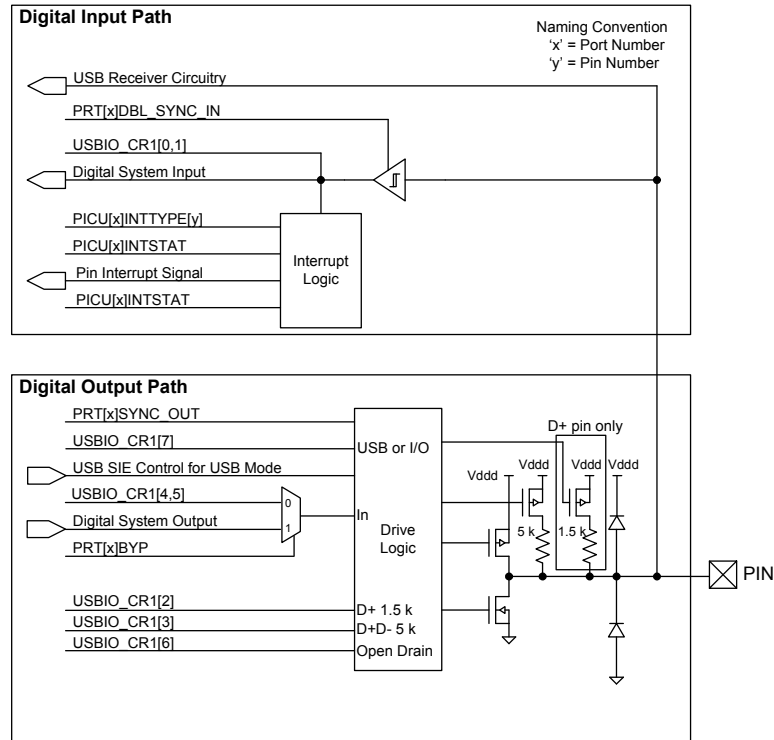 Digital Input Path
Naming Convention
'x' = Port Number
'y' = Pin Number
USB Receiver Circuitry
PRT[x]DBL_SYNC_IN
USBIO_CR1[0,1]
Digital System Input
PICU[x]INTTYPE[y]
PICU[x]INTSTAT
Pin Interrupt Signal
PICU[x]INTSTAT
Interrupt
Logic
Digital Output Path
PRT[x]SYNC_OUT
USBIO_CR1[7]
USB SIE Control for USB Mode
USBIO_CR1[4,5]
Digital System Output
PRT[x]BYP
0
1
USBIO_CR1[2]
USBIO_CR1[3]
USBIO_CR1[6]
USB or I/O
In
Drive
Logic
D+ 1.5 k
D+D- 5 k
Open Drain
D+ pin only
Vddd
Vddd
Vddd
Vddd
5 k
1.5 k
PIN